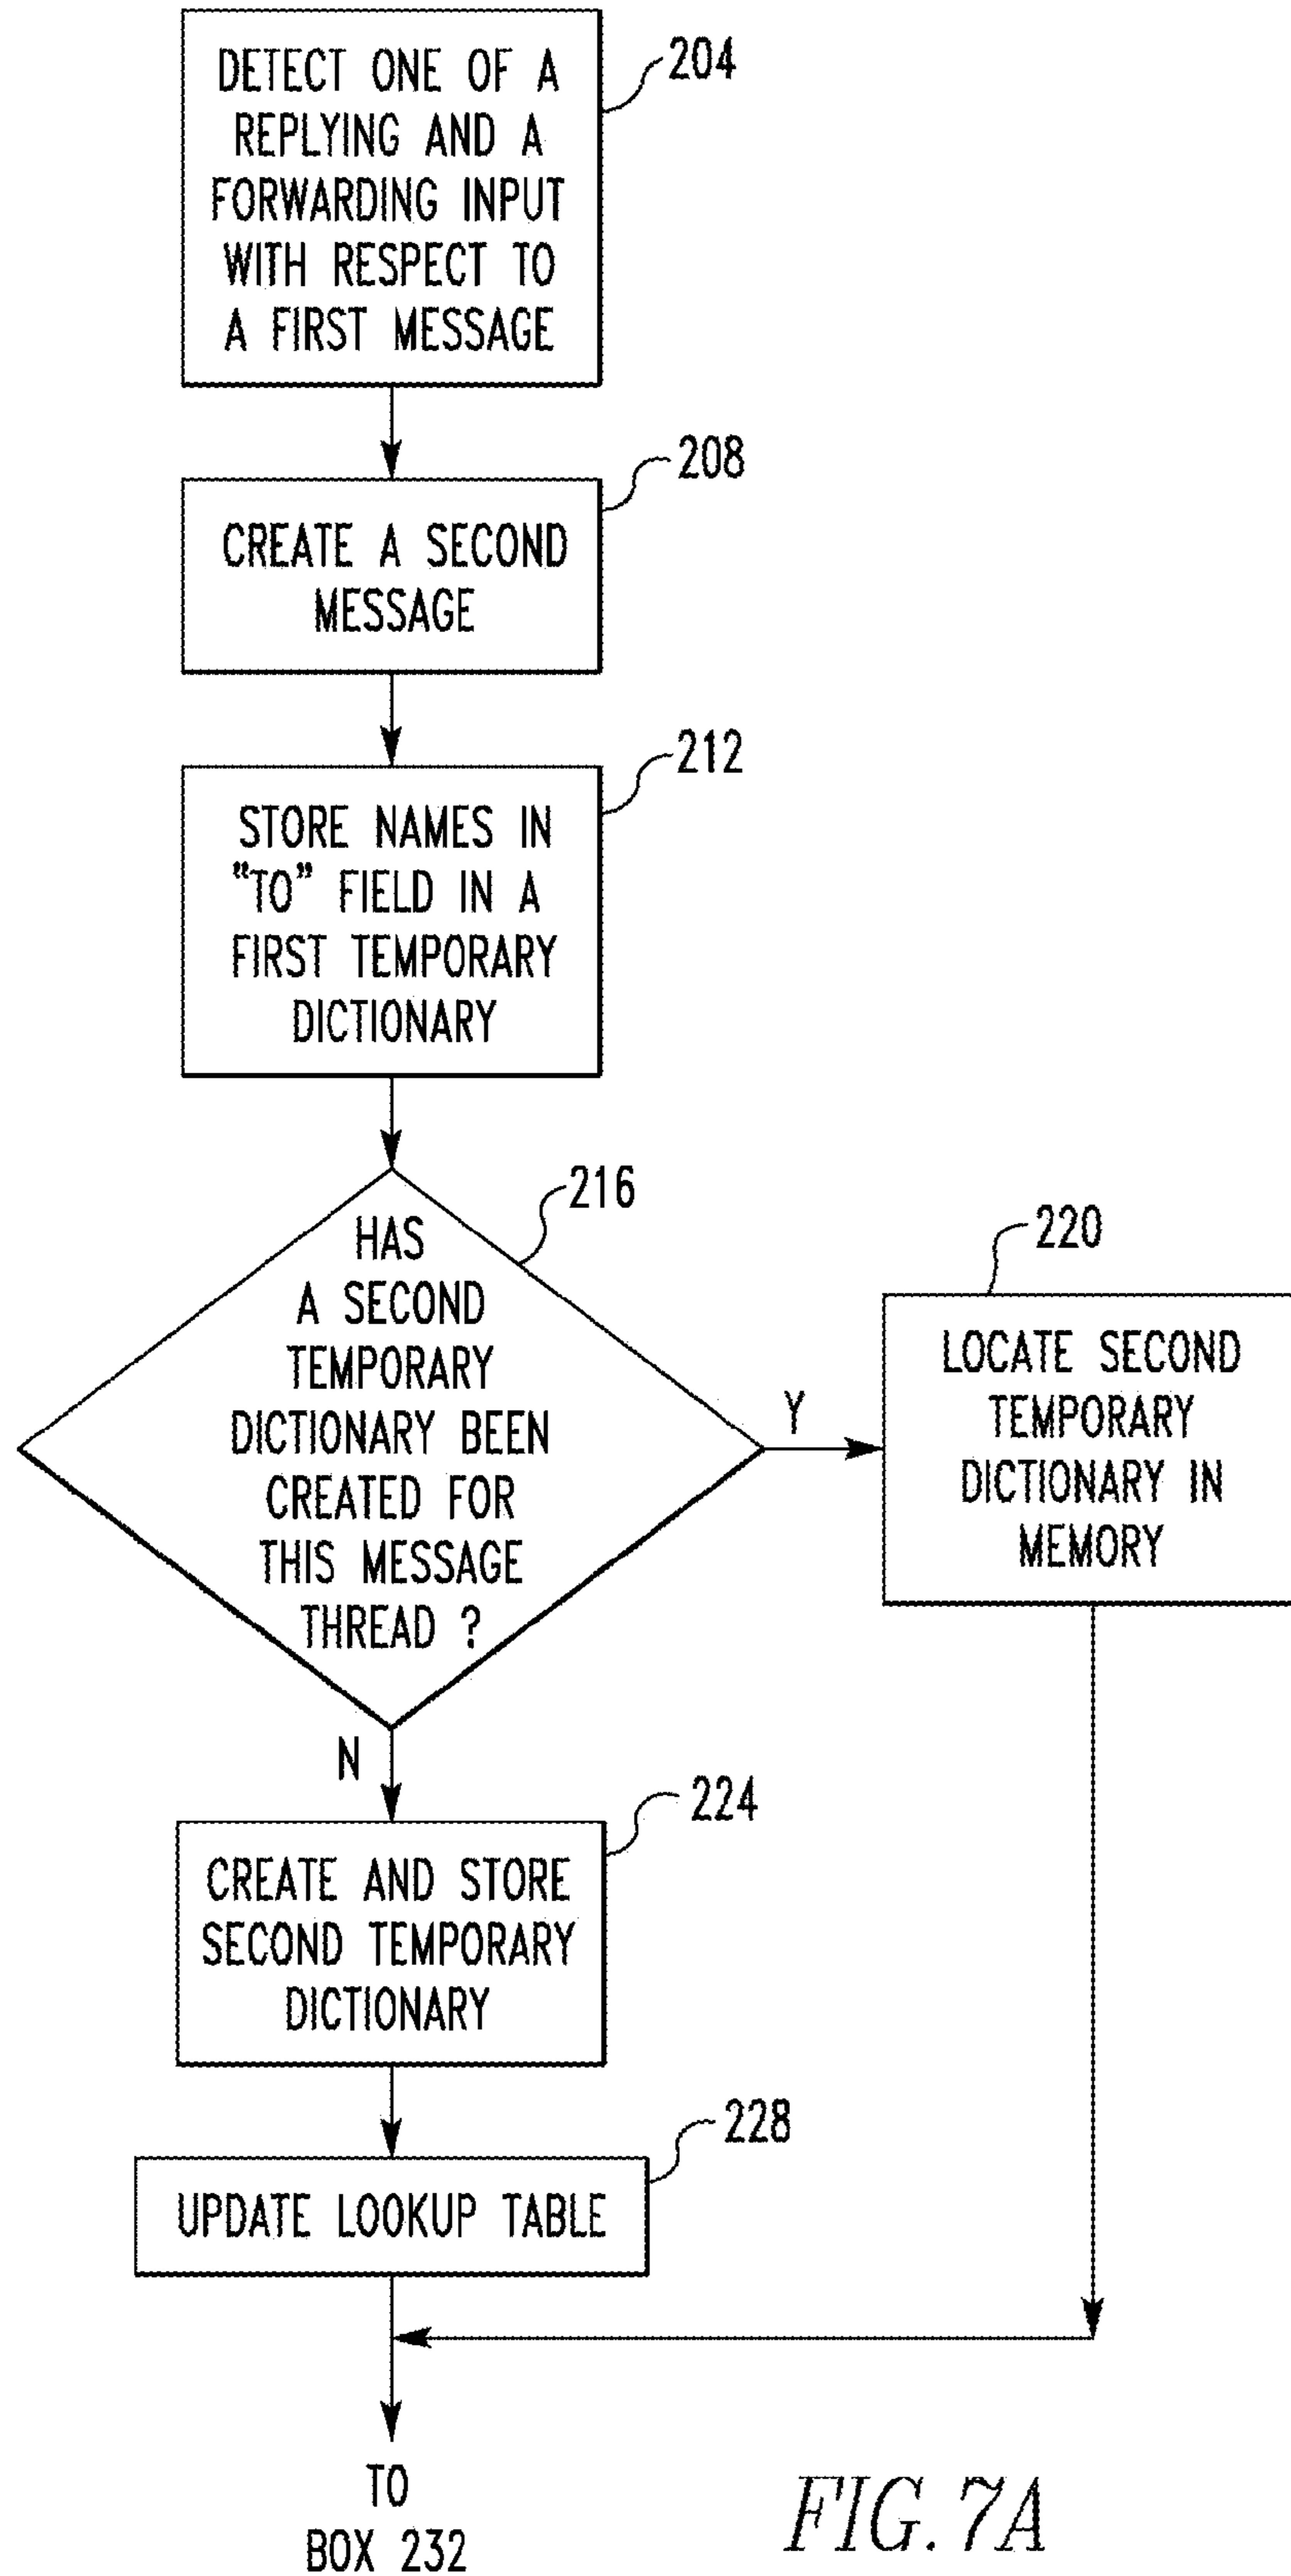 DETECT ONE OF A
REPLYING AND A
FORWARDING INPUT
WITH RESPECT TO
A FIRST MESSAGE
204
CREATE A SECOND
MESSAGE
208
STORE NAMES IN
"TO" FIELD IN A
FIRST TEMPORARY
DICTIONARY
212
HAS
A SECOND
TEMPORARY
DICTIONARY BEEN
CREATED FOR
THIS MESSAGE
THREAD ?
216
Y
LOCATE SECOND
TEMPORARY
DICTIONARY IN
MEMORY
220
N
CREATE AND STORE
SECOND TEMPORARY
DICTIONARY
224
UPDATE LOOKUP TABLE
228
TO
BOX 232
FIG. 7A